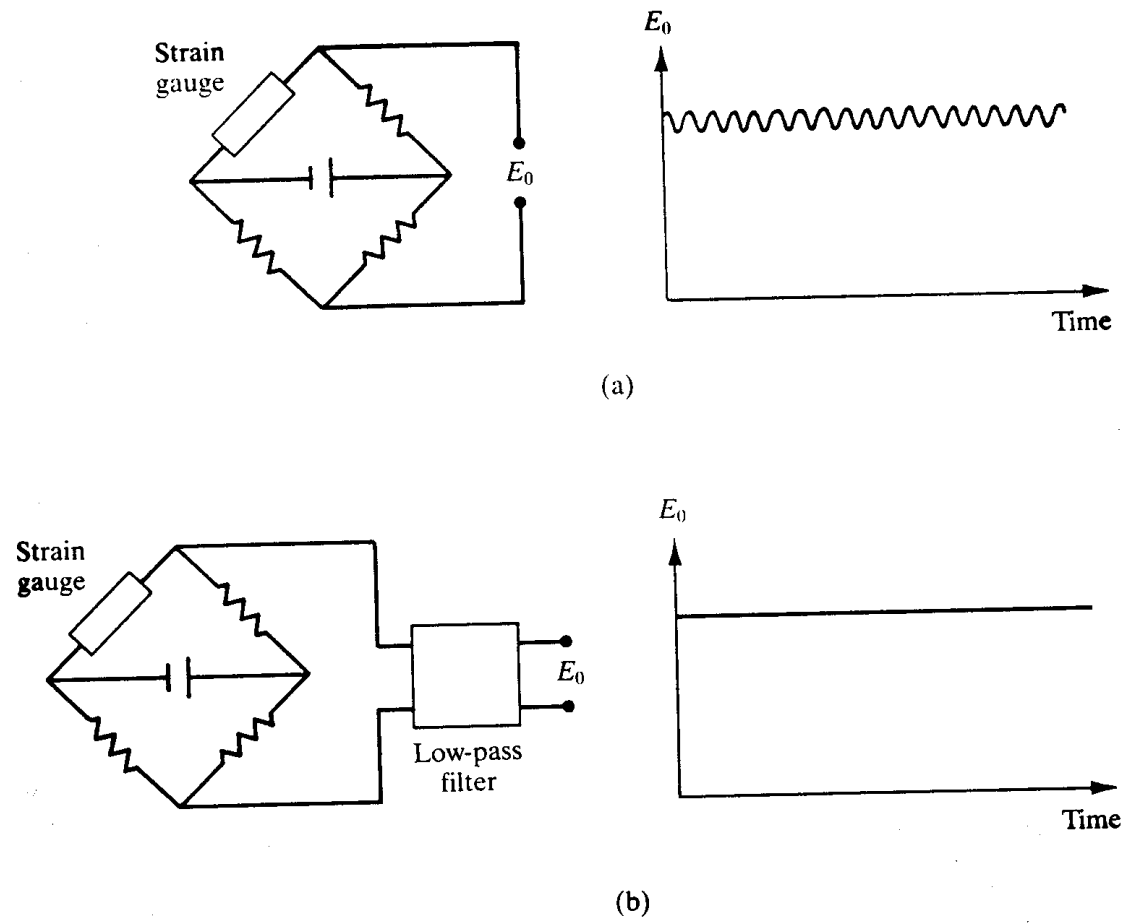 Strain
gauge
E₀
E₀
Time
(a)
Strain
gauge
Low-pass
filter
E₀
E₀
Time
(b)